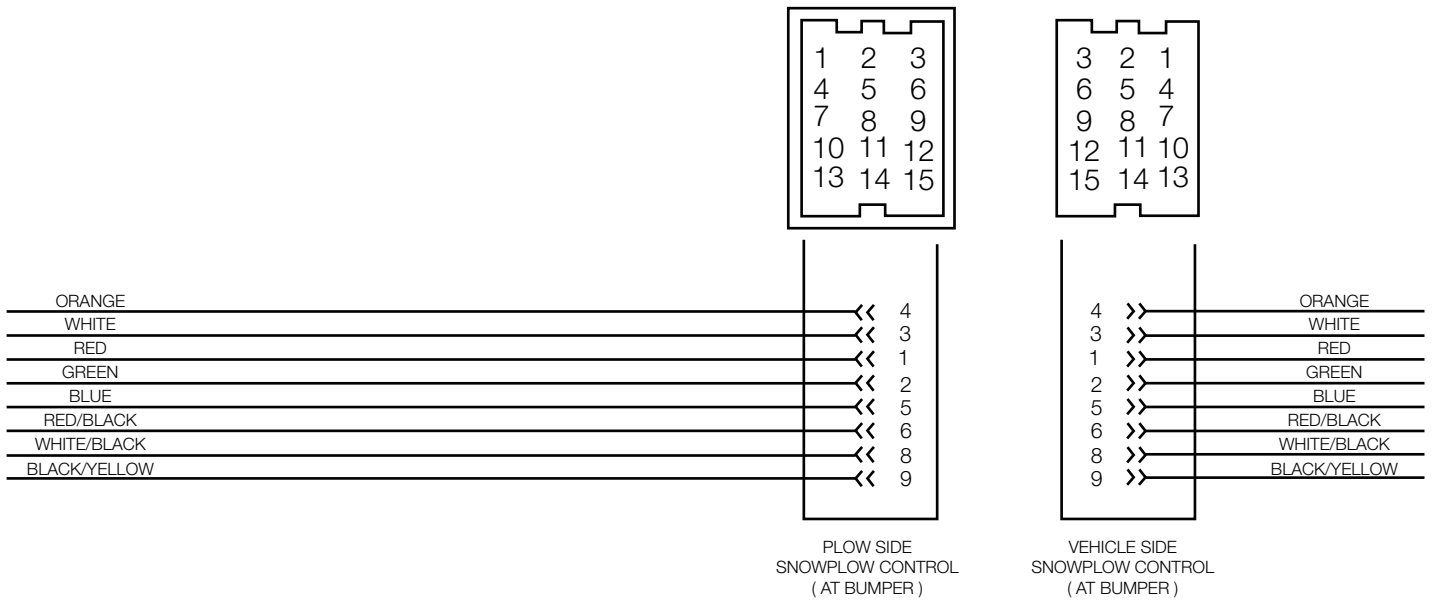 1 2 3
4 5 6
7 8 9
10 11 12
13 14 15
3 2 1
6 5 4
9 8 7
12 11 10
15 14 13
ORANGE 4 4 ORANGE
WHITE 3 3 WHITE
RED 1 1 RED
GREEN 2 2 GREEN
BLUE 5 5 BLUE
RED/BLACK 6 6 RED/BLACK
WHITE/BLACK 8 8 WHITE/BLACK
BLACK/YELLOW 9 9 BLACK/YELLOW
PLOW SIDE
SNOWPLOW CONTROL
( AT BUMPER )
VEHICLE SIDE
SNOWPLOW CONTROL
( AT BUMPER )